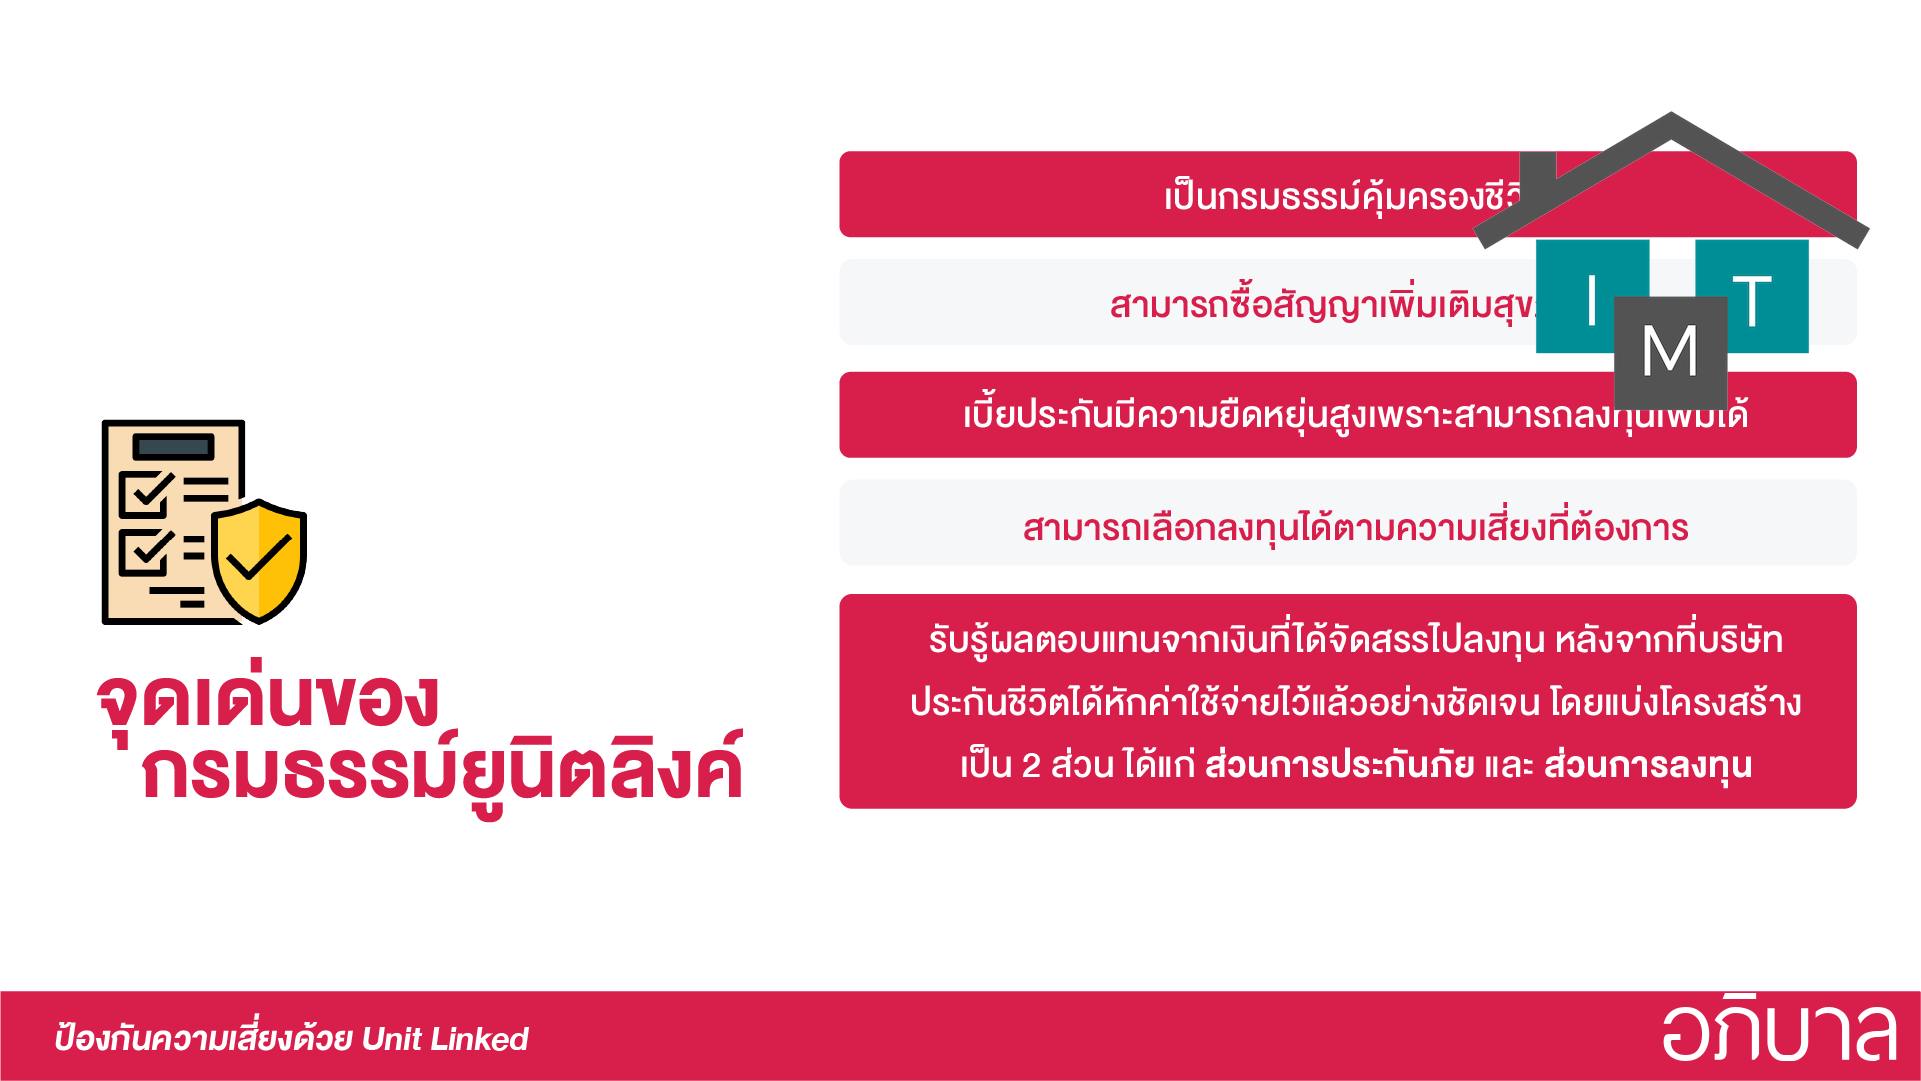 จุดเด่นของ
กรมธรรม์ยูนิตลิงค์
เป็นกรมธรรม์คุ้มครอง
สามารถซื้อสัญญาเพิ่มเติม
เบี้ยประกันมีความยืดหยุ่นสูงเพราะสามารถลงทุนเพิ่มได้
สามารถเลือกลงทุนได้ตามความเสี่ยงที่ต้องการ
รับรู้ผลตอบแทนจากเงินที่ได้จัดสรรไปลงทุน หลังจากที่บริษัท
ประกันชีวิตได้หักค่าใช้จ่ายไว้แล้วอย่างชัดเจน โดยแบ่งโครงสร้าง
เป็น 2 ส่วน ได้แก่ ส่วนการประกันภัย และ ส่วนการลงทุน
I M T
ป้องกันความเสี่ยงด้วย Unit Linked
อภิบาล